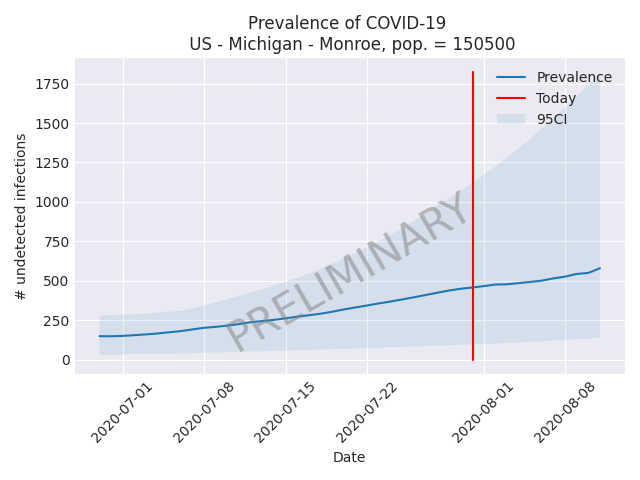 Prevalence of COVID-19
US - Michigan - Monroe, pop. = 150500
Prevalence
Today
95CI
PRELIMINARY
# undetected infections
1750
1500
1250
1000
750
500
250
0
2020-07-01
2020-07-08
2020-07-15
2020-07-22
2020-08-01
2020-08-08
Date